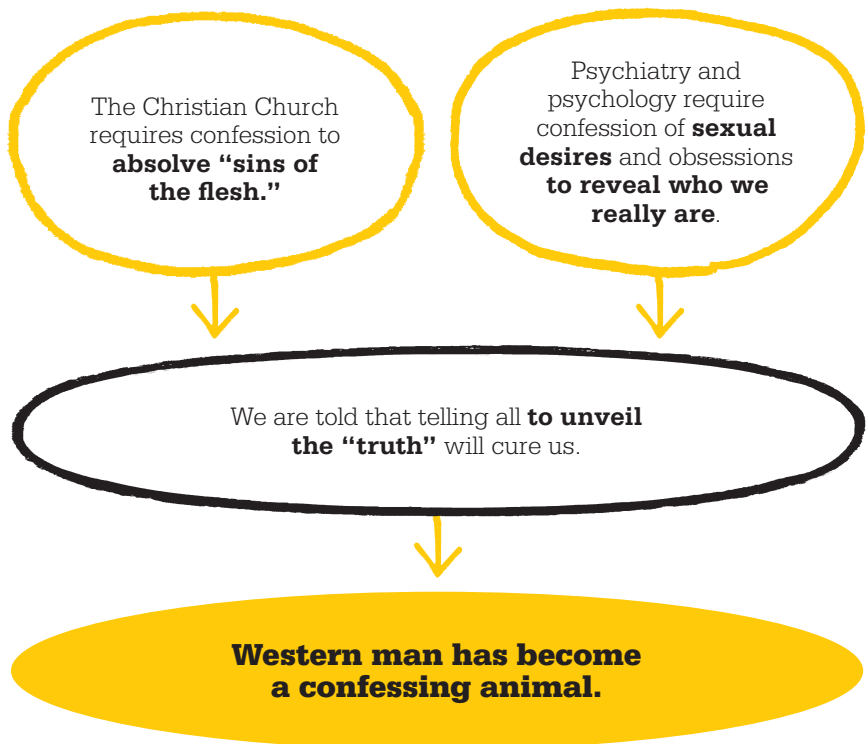 The Christian Church
requires confession to
absolve “sins of
the flesh.”
Psychiatry and
psychology require
confession of sexual
desires and obsessions
to reveal who we
really are.
We are told that telling all to unveil
the “truth” will cure us.
Western man has become
a confessing animal.